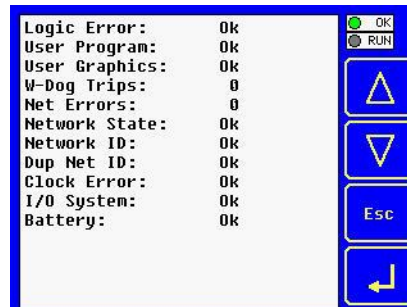 Logic Error: Ok
User Program: Ok
User Graphics: Ok
W-Dog Trips: 0
Net Errors: 0
Network State: Ok
Network ID: Ok
Dup Net ID: Ok
Clock Error: Ok
I/O System: Ok
Battery: Ok
OK
RUN
Esc